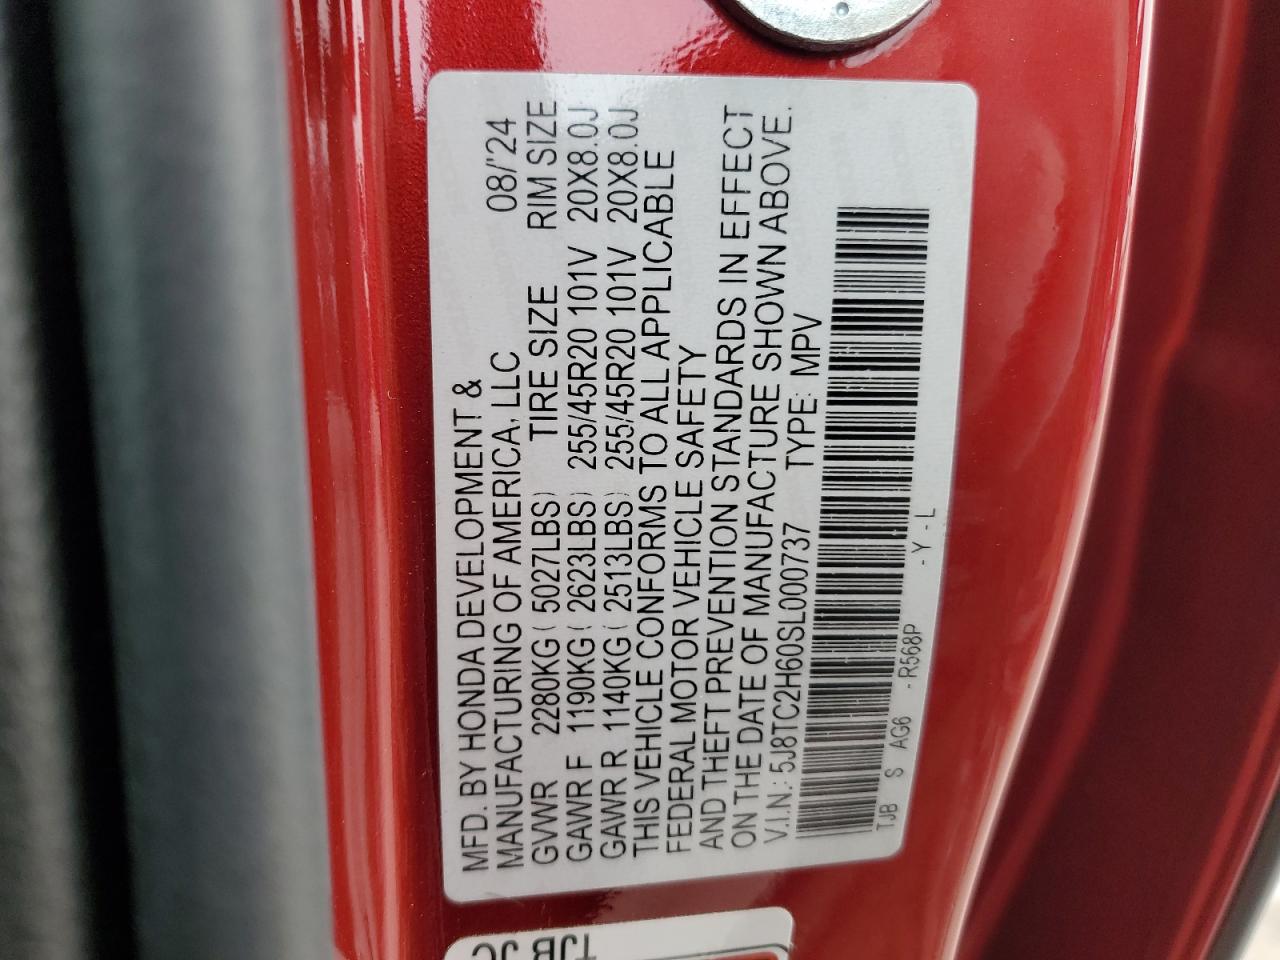 MFD. BY HONDA DEVELOPMENT &
MANUFACTURING OF AMERICA, LLC 08/'24
GVWR 2280KG ( 5027LBS) TIRE SIZE RIM SIZE
GAWR F 1190KG ( 2623LBS) 255/45R20 101V 20X8.0J
GAWR R 1140KG ( 2513LBS) 255/45R20 101V 20X8.0J
THIS VEHICLE CONFORMS TO ALL APPLICABLE
FEDERAL MOTOR VEHICLE SAFETY
AND THEFT PREVENTION STANDARDS IN EFFECT
ON THE DATE OF MANUFACTURE SHOWN ABOVE.
V.I.N.: 5J8TC2H60SL000737 TYPE: MPV
TJB S AG6 - R568P - Y - L
TJB